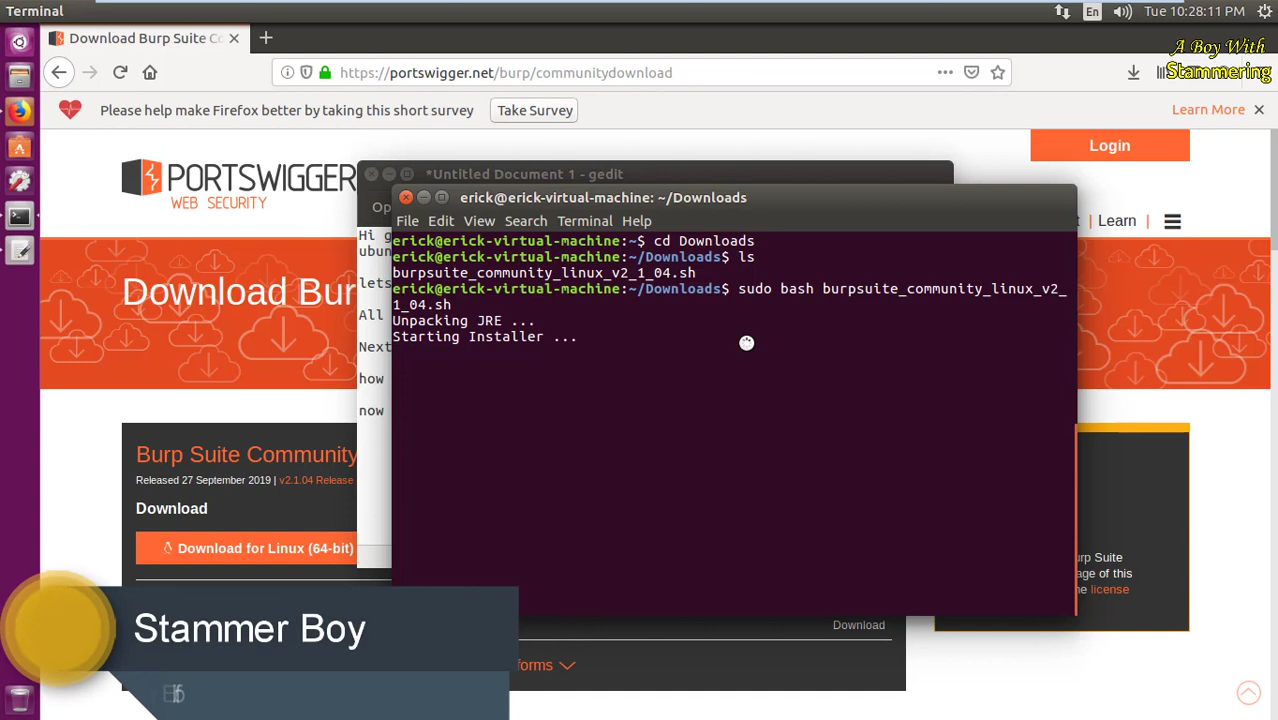 Terminal
En
Tue 10:28:11 PM
Download Burp Suite Co
https://portswigger.net/burp/communitydownload
A Boy With
Stammering
Please help make Firefox better by taking this short survey
Take Survey
Learn More
Login
PORTSWIGGER
WEB SECURITY
*Untitled Document 1 - gedit
Op
Hi g
ubun
lets
All
Next
how
now
erick@erick-virtual-machine: ~/Downloads
File Edit View Search Terminal Help
erick@erick-virtual-machine:~$ cd Downloads
erick@erick-virtual-machine:~/Downloads$ ls
burpsuite_community_linux_v2_1_04.sh
erick@erick-virtual-machine:~/Downloads$ sudo bash burpsuite_community_linux_v2_
1_04.sh
Unpacking JRE ...
Starting Installer ...
t | Learn |
Download Bur
Burp Suite Community
Released 27 September 2019 | v2.1.04 Release
Download
Download for Linux (64-bit)
urp Suite
age of this
ne license
Download
forms
Stammer Boy